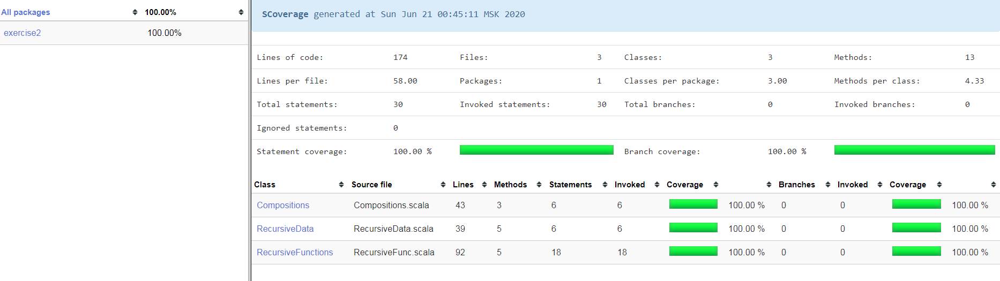 All packages 100.00%
exercise2 100.00%
SCoverage generated at Sun Jun 21 00:45:11 MSK 2020
Lines of code: 174 Files: 3 Classes: 3 Methods: 13
Lines per file: 58.00 Packages: 1 Classes per package: 3.00 Methods per class: 4.33
Total statements: 30 Invoked statements: 30 Total branches: 0 Invoked branches: 0
Ignored statements: 0
Statement coverage: 100.00 % Branch coverage: 100.00 %
Class Source file Lines Methods Statements Invoked Coverage Branches Invoked Coverage
Compositions Compositions.scala 43 3 6 6 100.00 % 0 0 100.00 %
RecursiveData RecursiveData.scala 39 5 6 6 100.00 % 0 0 100.00 %
RecursiveFunctions RecursiveFunc.scala 92 5 18 18 100.00 % 0 0 100.00 %